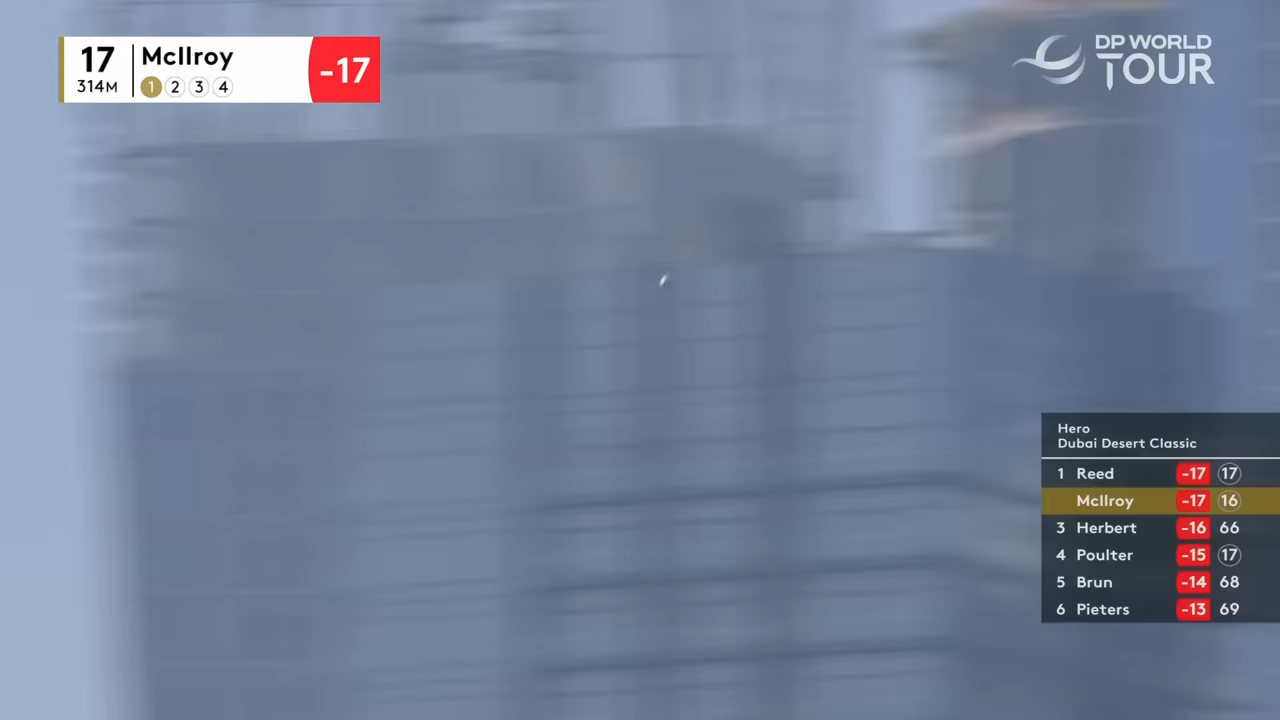 17
314M
McIlroy
1 2 3 4
-17
DP WORLD
TOUR
Hero
Dubai Desert Classic
1 Reed -17 17
McIlroy -17 16
3 Herbert -16 66
4 Poulter -15 17
5 Brun -14 68
6 Pieters -13 69